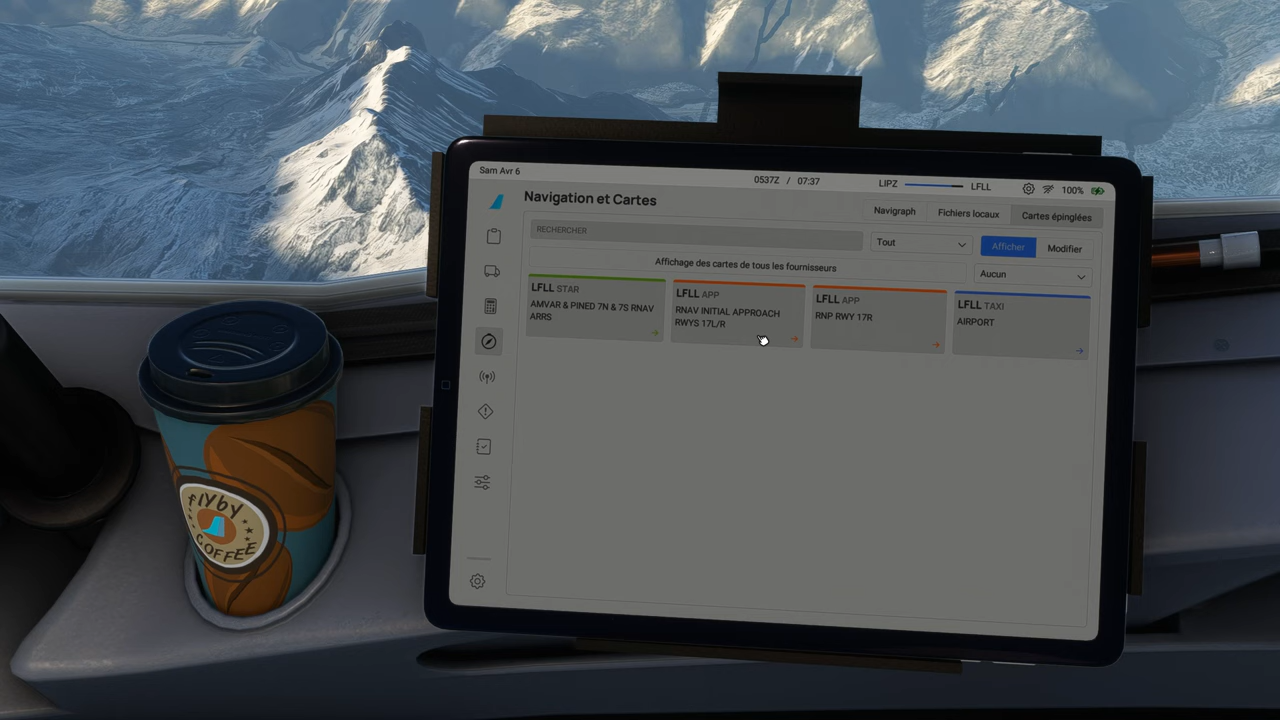 Sam Avr 6
0537Z / 07:37
LIPZ
LFLL
100%
Navigation et Cartes
Navigraph
Fichiers locaux
Cartes épinglées
RECHERCHER
Tout
Afficher
Modifier
Affichage des cartes de tous les fournisseurs
Aucun
LFLL STAR
AMVAR & PINED 7N & 7S RNAV
ARRS
LFLL APP
RNAV INITIAL APPROACH
RWYS 17L/R
LFLL APP
RNP RWY 17R
LFLL TAXI
AIRPORT
flyby
COFFEE